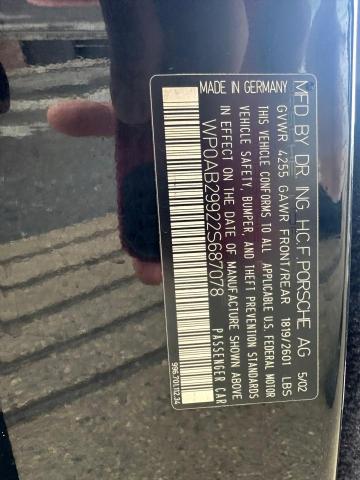 MFD BY DR. ING. H.C.F. PORSCHE AG 5/02
GVWR 4255 GAWR FRONT/REAR 1819/2601 LBS
THIS VEHICLE CONFORMS TO ALL APPLICABLE U.S. FEDERAL MOTOR
VEHICLE SAFETY, BUMPER, AND THEFT PREVENTION STANDARDS
IN EFFECT ON THE DATE OF MANUFACTURE SHOWN ABOVE
WP0AB29922S687078 PASSENGER CAR
MADE IN GERMANY
996.701.112.34